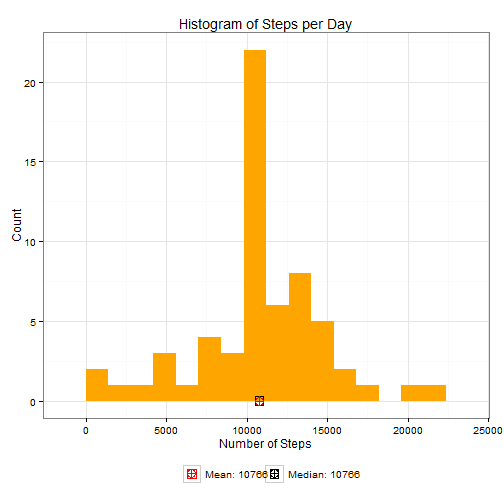 Histogram of Steps per Day
Count
20
15
10
5
0
0 5000 10000 15000 20000 25000
Number of Steps
Mean: 10766 Median: 10766